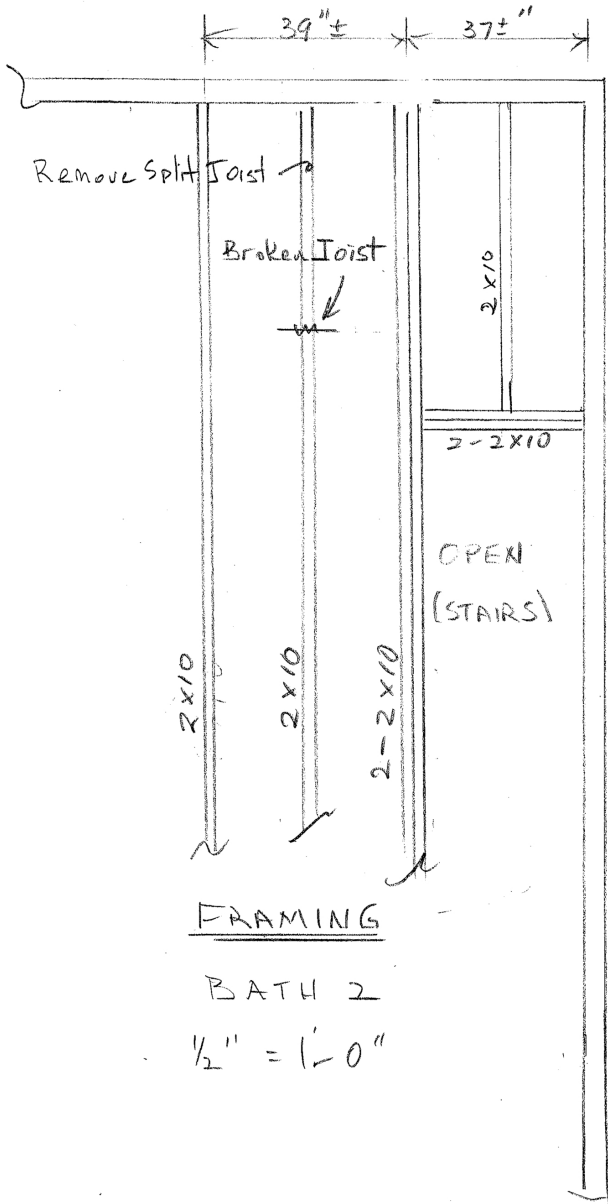 39"±
37±"
Remove Split Joist
Broken Joist
2x10
2-2x10
OPEN
(STAIRS)
2x10
2x10
2-2x10
FRAMING
BATH 2
1/2" = 1'-0"